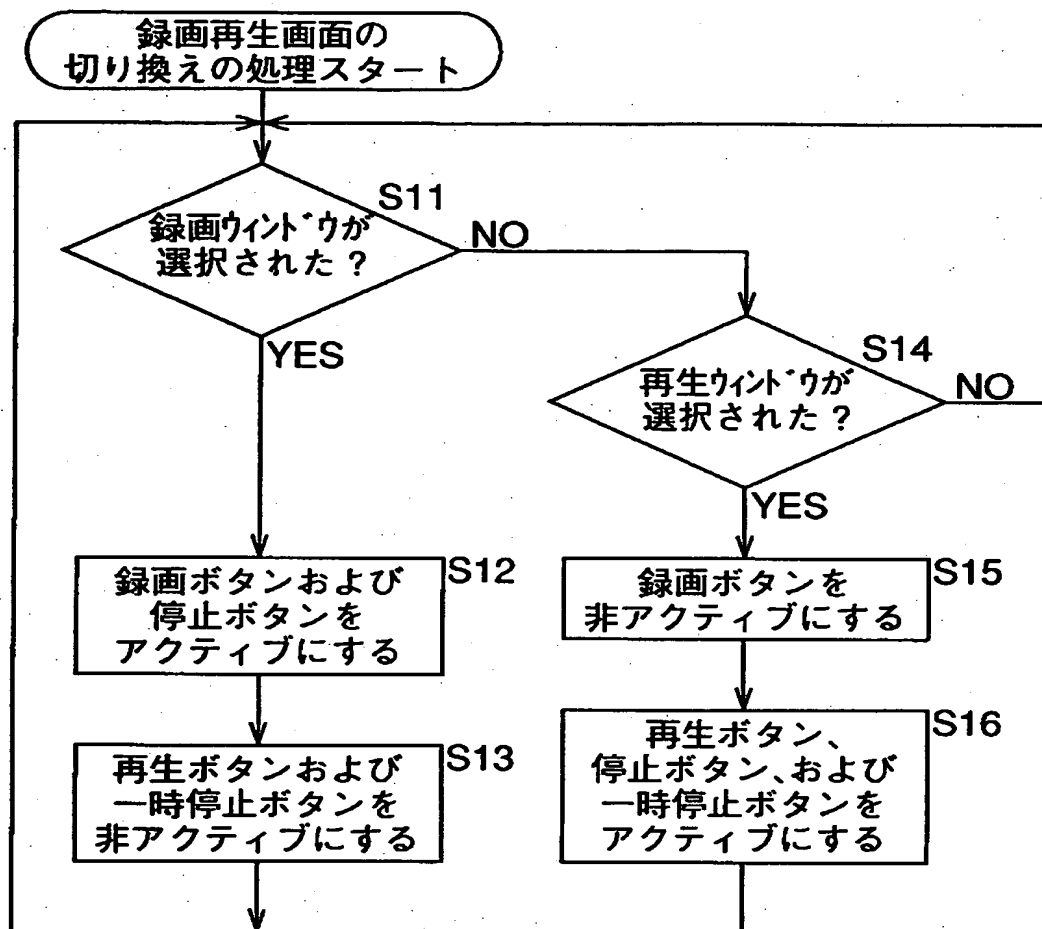 録画再生画面の
切り換えの処理スタート
S11
録画ウィンドウが
選択された?
NO
YES
S14
再生ウィンドウが
選択された?
NO
YES
S12
録画ボタンおよび
停止ボタンを
アクティブにする
S15
録画ボタンを
非アクティブにする
S13
再生ボタンおよび
一時停止ボタンを
非アクティブにする
S16
再生ボタン、
停止ボタン、および
一時停止ボタンを
アクティブにする